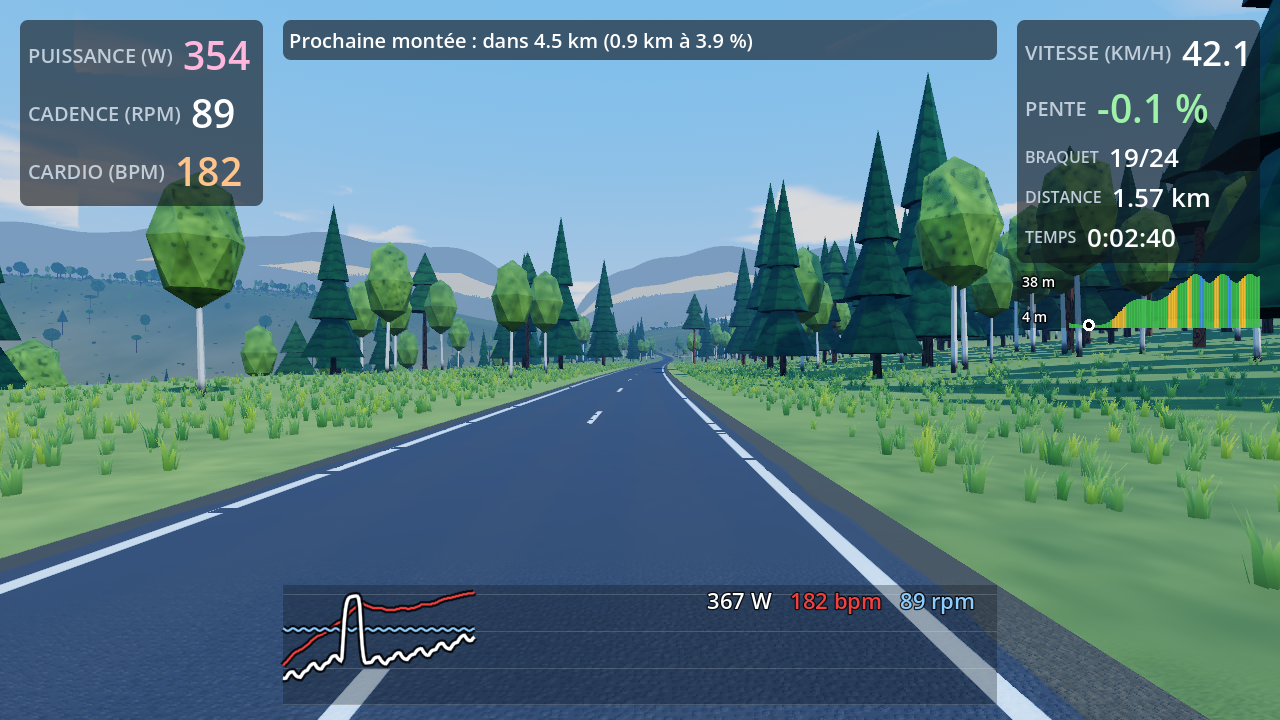 PUISSANCE (W) 354
CADENCE (RPM) 89
CARDIO (BPM) 182
Prochaine montée : dans 4.5 km (0.9 km à 3.9 %)
VITESSE (KM/H) 42.1
PENTE -0.1 %
BRAQUET 19/24
DISTANCE 1.57 km
TEMPS 0:02:40
38 m
4 m
367 W 182 bpm 89 rpm